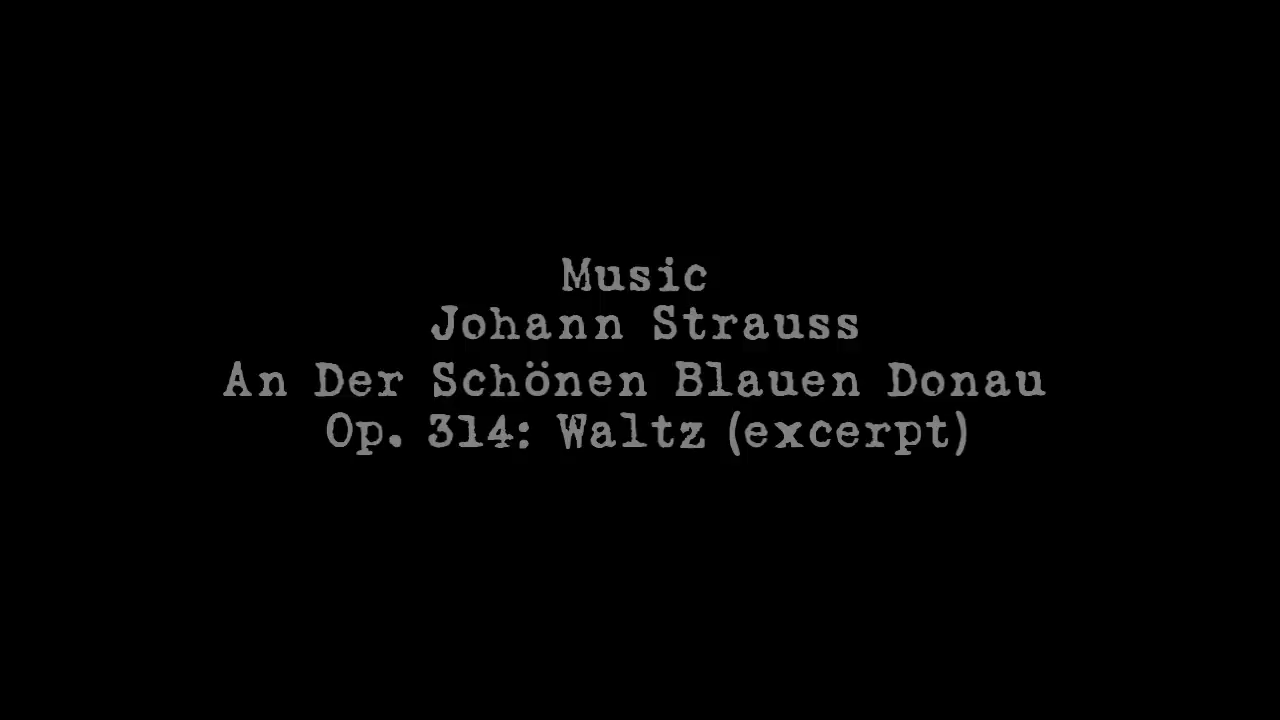 Music
Johann Strauss
An Der Schönen Blauen Donau
Op. 314: Waltz (excerpt)